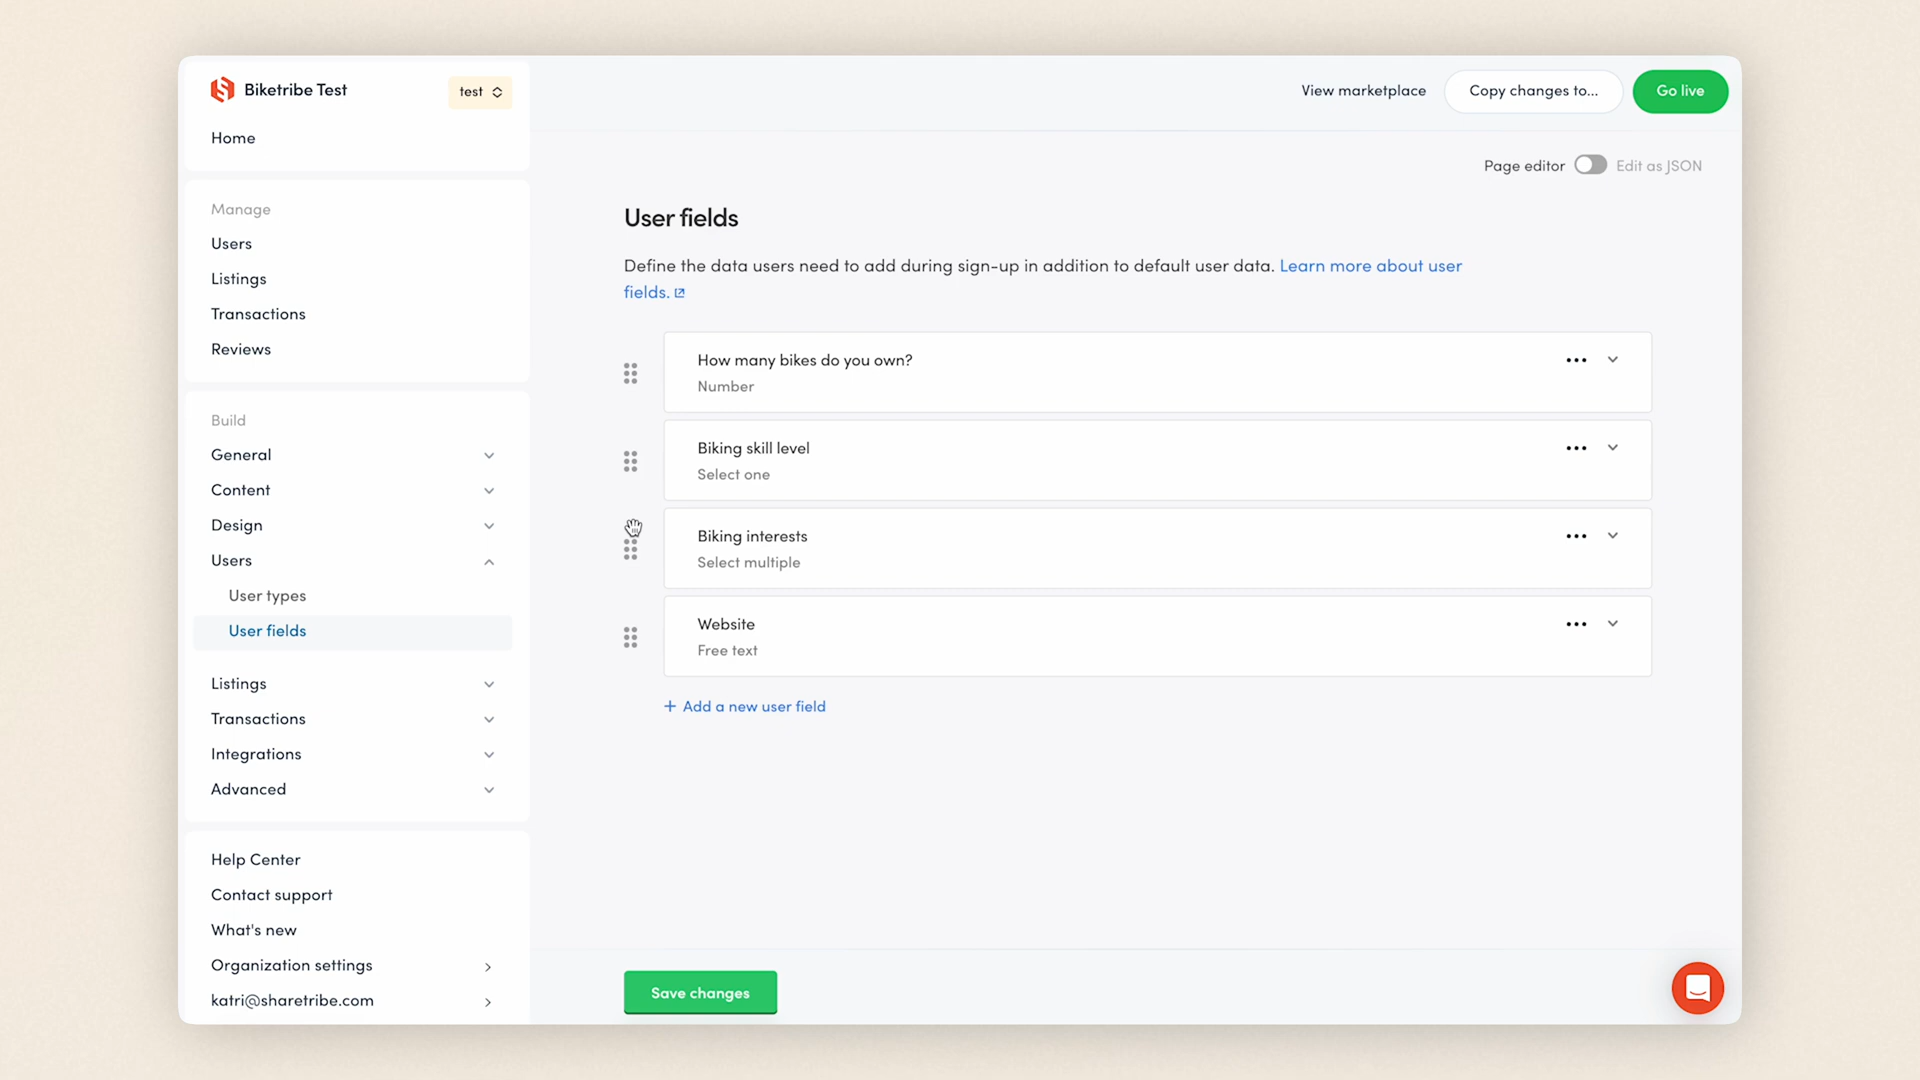 Biketribe Test
test
Home
Manage
Users
Listings
Transactions
Reviews
Build
General
Content
Design
Users
User types
User fields
Listings
Transactions
Integrations
Advanced
Help Center
Contact support
What's new
Organization settings
katri@sharetribe.com
View marketplace
Copy changes to...
Go live
Page editor
Edit as JSON
User fields
Define the data users need to add during sign-up in addition to default user data. Learn more about user
fields.
How many bikes do you own?
Number
Biking skill level
Select one
Biking interests
Select multiple
Website
Free text
+ Add a new user field
Save changes